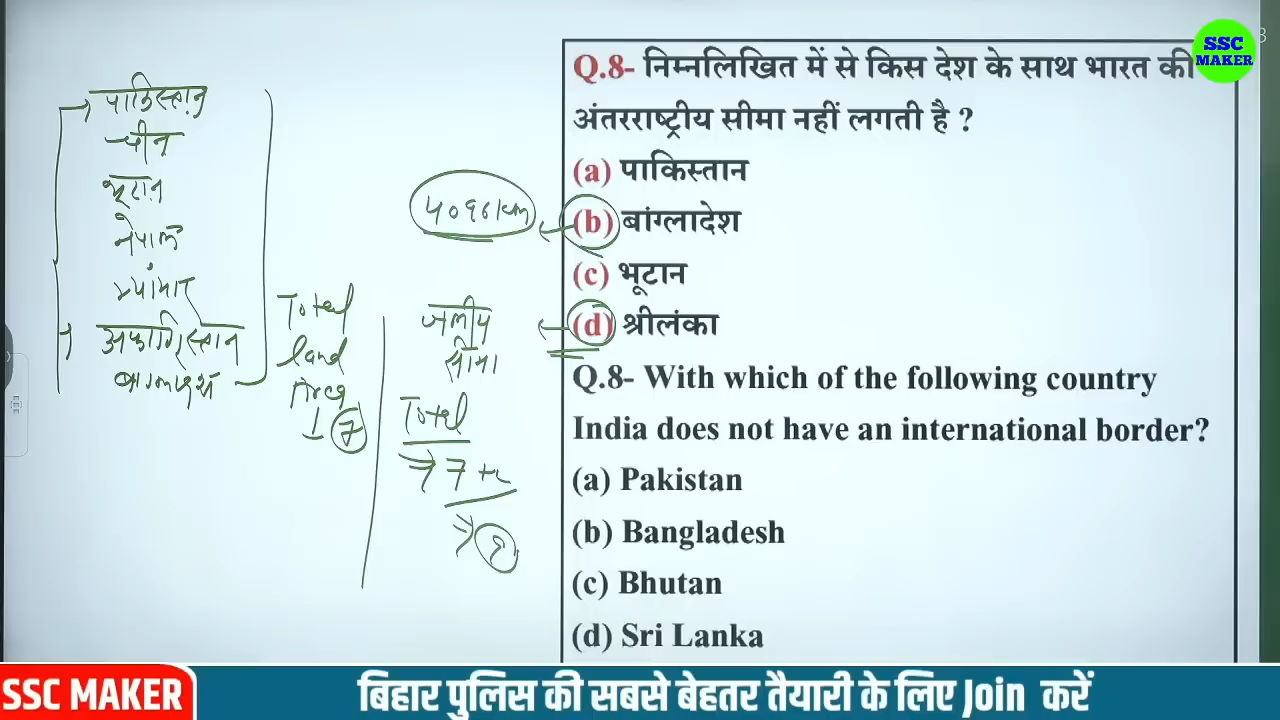 SSC
MAKER
Q.8- निम्नलिखित में से किस देश के साथ भारत की
अंतरराष्ट्रीय सीमा नहीं लगती है ?
(a) पाकिस्तान
(b) बांग्लादेश
(c) भूटान
(d) श्रीलंका
Q.8- With which of the following country
India does not have an international border?
(a) Pakistan
(b) Bangladesh
(c) Bhutan
(d) Sri Lanka
पाकिस्तान
चीन
भूटान
नेपाल
म्यांमार
Total
land
Area
7
जलीय
सीमा
Total
SSC MAKER
बिहार पुलिस की सबसे बेहतर तैयारी के लिए Join करें